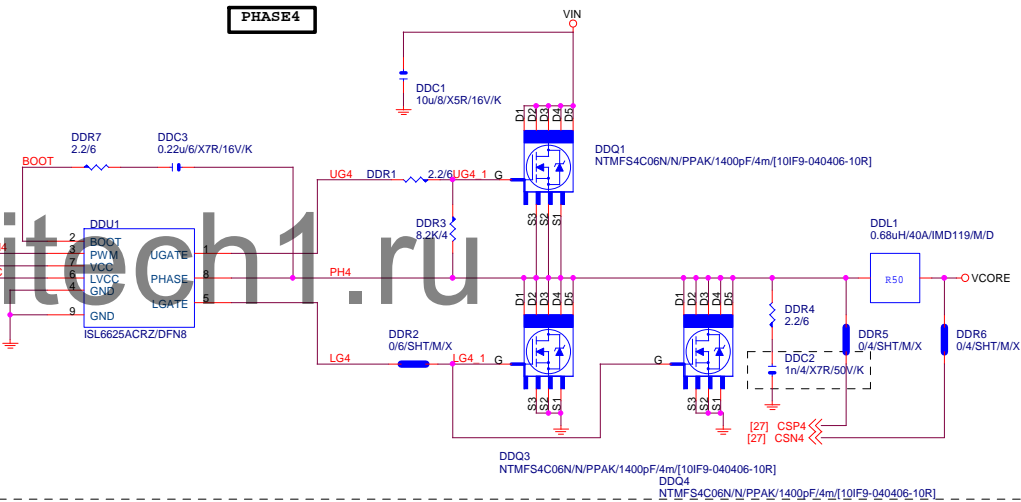 PHASE4
VIN
DDC1
10u/8/X5R/16V/K
D1
D2
D3
D4
D5
DDR7
2.2/6
DDC3
0.22u/6/X7R/16V/K
DDQ1
NTMFS4C06N/N/PPAK/1400pF/4m/[10IF9-040406-10R]
BOOT
UG4
DDR1
2.2/6
UG4_1
G
S3
S2
S1
DDR3
8.2K/4
DDU1
2
BOOT
3
PWM
7
VCC
6
LVCC
4
GND
9
GND
UGATE
1
PHASE
8
LGATE
5
ISL6625ACRZ/DFN8
itech1.ru
PH4
DDL1
0.68uH/40A/IMD119/M/D
R50
VCORE
D1
D2
D3
D4
D5
D1
D2
D3
D4
D5
DDR4
2.2/6
DDR2
0/6/SHT/M/X
DDR5
0/4/SHT/M/X
DDR6
0/4/SHT/M/X
LG4
LG4_1
G
G
DDC2
1n/4/X7R/50V/K
S3
S2
S1
S3
S2
S1
[27] CSP4
[27] CSN4
DDQ3
NTMFS4C06N/N/PPAK/1400pF/4m/[10IF9-040406-10R]
DDQ4
NTMFS4C06N/N/PPAK/1400pF/4m/[10IF9-040406-10R]